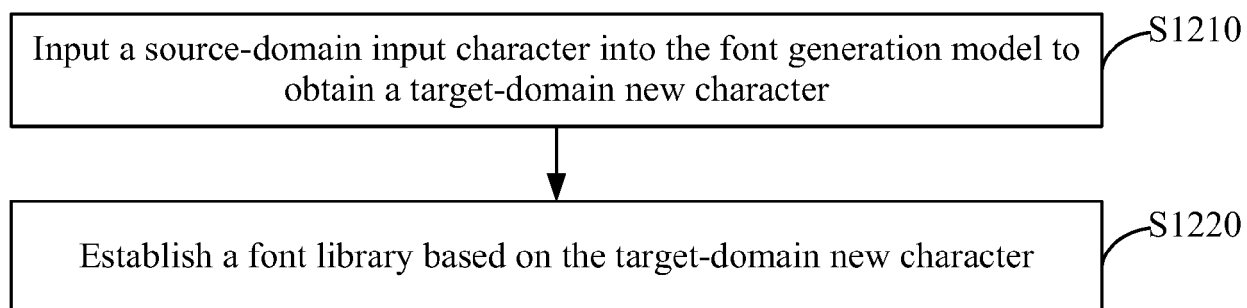 Input a source-domain input character into the font generation model to
obtain a target-domain new character
S1210
Establish a font library based on the target-domain new character
S1220